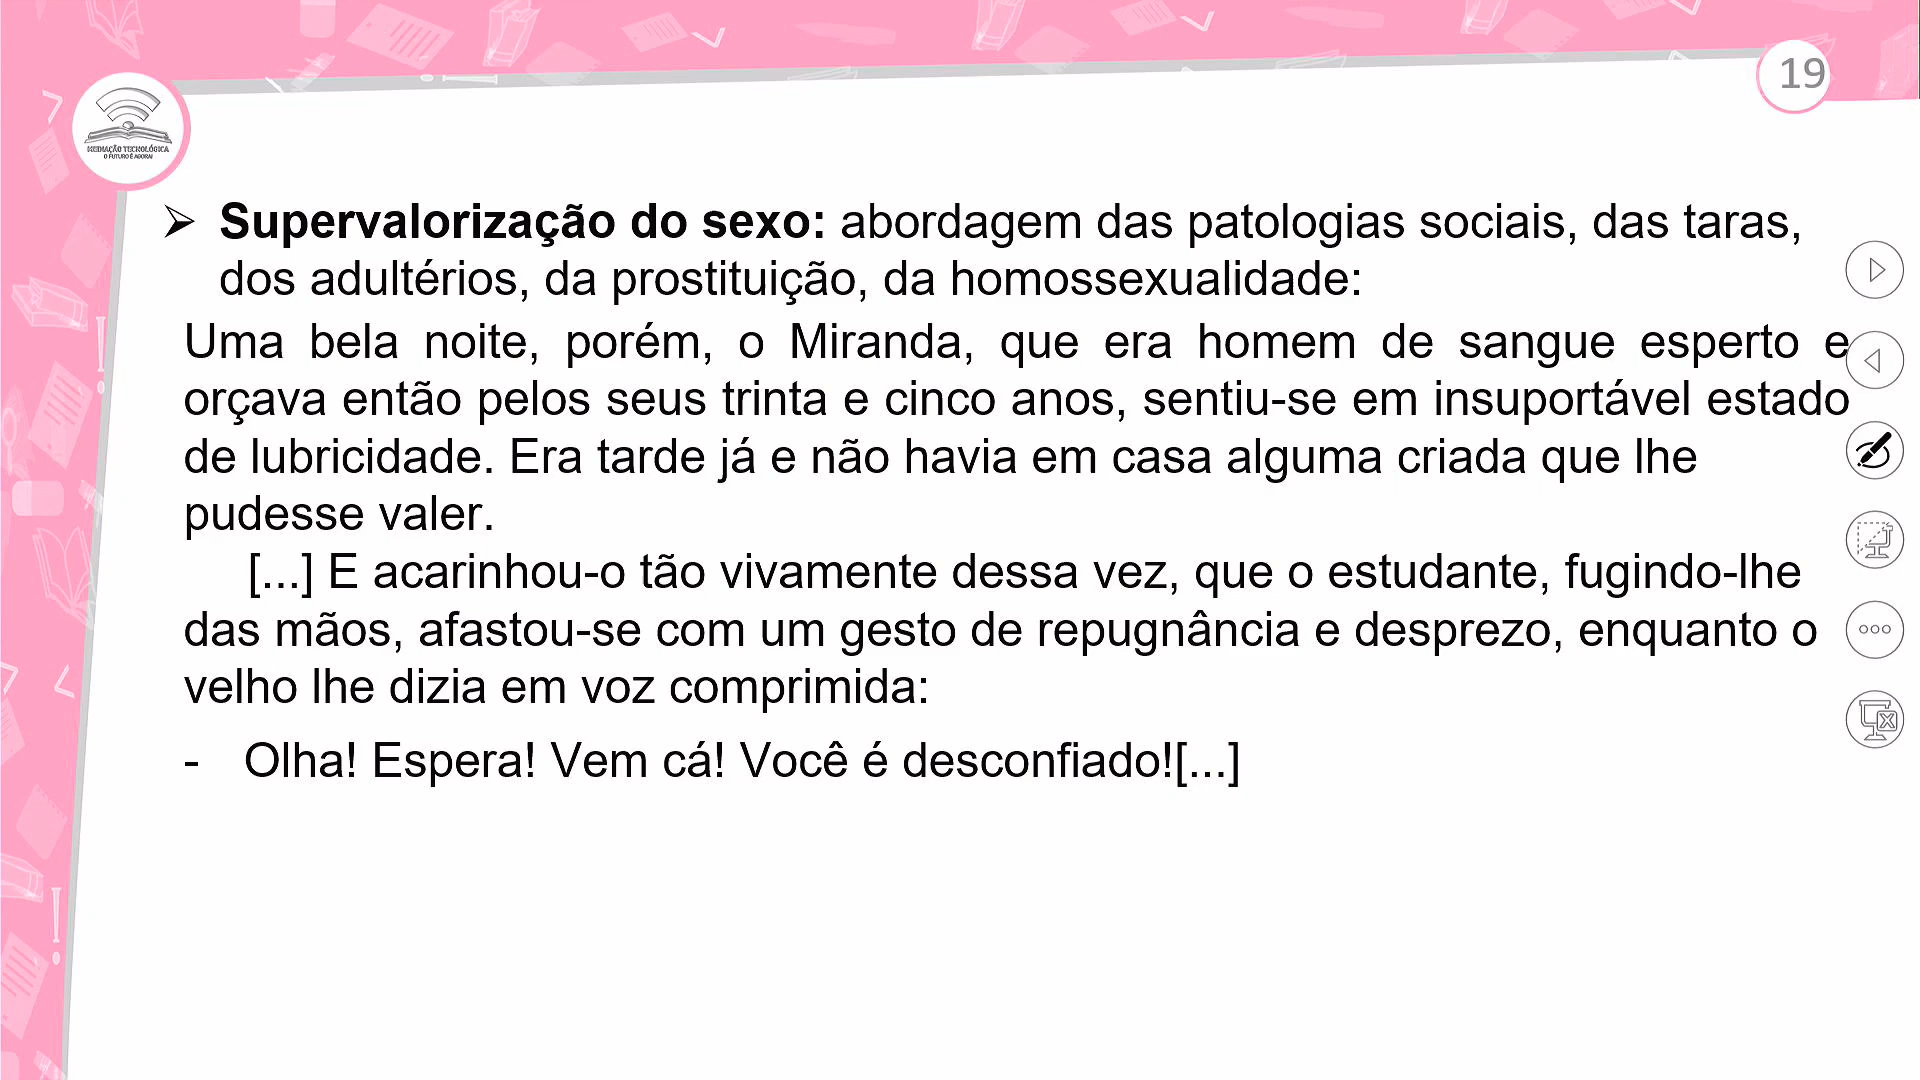 19
MEDIAÇÃO TECNOLÓGICA
O FUTURO É AGORA!
➢ Supervalorização do sexo: abordagem das patologias sociais, das taras,
dos adultérios, da prostituição, da homossexualidade:
Uma bela noite, porém, o Miranda, que era homem de sangue esperto e
orçava então pelos seus trinta e cinco anos, sentiu-se em insuportável estado
de lubricidade. Era tarde já e não havia em casa alguma criada que lhe
pudesse valer.
[...] E acarinhou-o tão vivamente dessa vez, que o estudante, fugindo-lhe
das mãos, afastou-se com um gesto de repugnância e desprezo, enquanto o
velho lhe dizia em voz comprimida:
- Olha! Espera! Vem cá! Você é desconfiado![...]